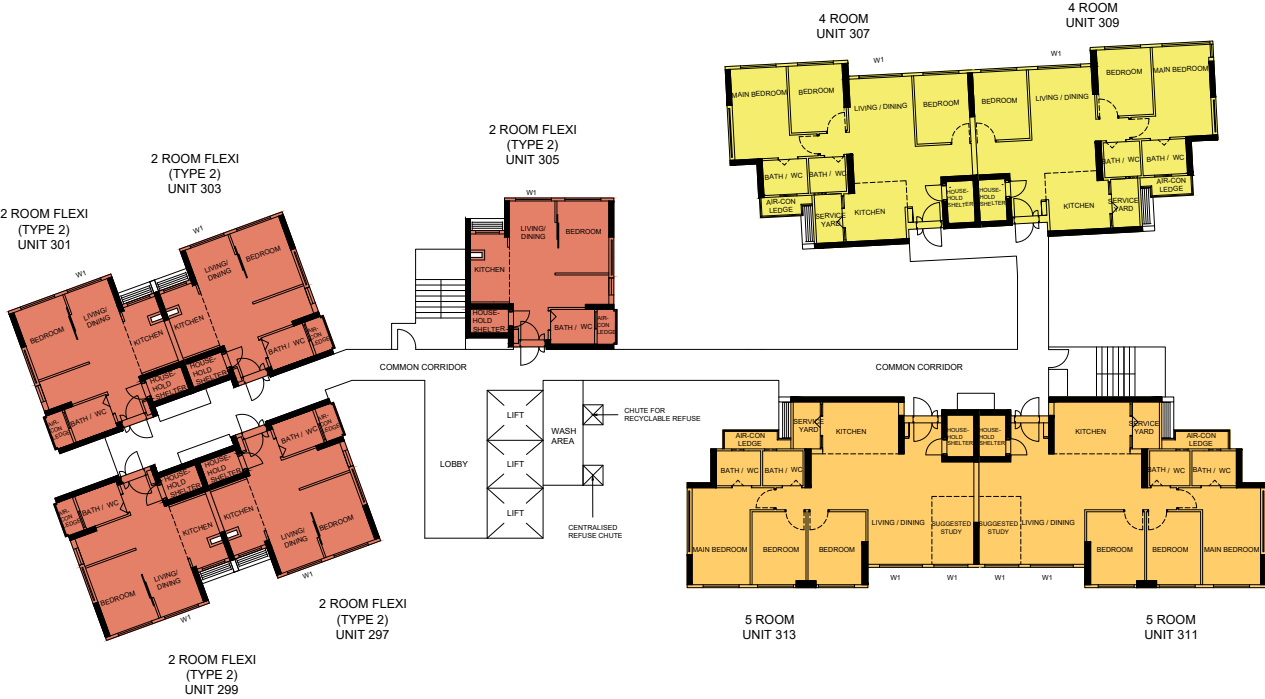 4 ROOM
UNIT 307
4 ROOM
UNIT 309
W1
W1
MAIN BEDROOM
BEDROOM
LIVING / DINING
BEDROOM
BEDROOM
LIVING / DINING
BEDROOM
MAIN BEDROOM
BATH / WC
BATH / WC
BATH / WC
BATH / WC
AIR-CON
LEDGE
SERVICE
YARD
KITCHEN
HOUSE-
HOLD
SHELTER
HOUSE-
HOLD
SHELTER
KITCHEN
SERVICE
YARD
AIR-CON
LEDGE
2 ROOM FLEXI
(TYPE 2)
UNIT 305
W1
LIVING/
DINING
BEDROOM
KITCHEN
HOUSE-
HOLD
SHELTER
BATH / WC
AIR-
CON
LEDGE
2 ROOM FLEXI
(TYPE 2)
UNIT 303
W1
LIVING/
DINING
BEDROOM
KITCHEN
HOUSE-
HOLD
SHELTER
BATH / WC
AIR-
CON
LEDGE
2 ROOM FLEXI
(TYPE 2)
UNIT 301
W1
BEDROOM
LIVING/
DINING
KITCHEN
HOUSE-
HOLD
SHELTER
BATH / WC
AIR-
CON
LEDGE
COMMON CORRIDOR
COMMON CORRIDOR
LOBBY
LIFT
LIFT
LIFT
WASH
AREA
CHUTE FOR
RECYCLABLE REFUSE
CENTRALISED
REFUSE CHUTE
AIR-
CON
LEDGE
BATH / WC
HOUSE-
HOLD
SHELTER
KITCHEN
LIVING/
DINING
BEDROOM
W1
2 ROOM FLEXI
(TYPE 2)
UNIT 297
AIR-
CON
LEDGE
BATH / WC
HOUSE-
HOLD
SHELTER
KITCHEN
LIVING/
DINING
BEDROOM
W1
2 ROOM FLEXI
(TYPE 2)
UNIT 299
AIR-CON
LEDGE
SERVICE
YARD
KITCHEN
HOUSE-
HOLD
SHELTER
HOUSE-
HOLD
SHELTER
KITCHEN
SERVICE
YARD
AIR-CON
LEDGE
BATH / WC
BATH / WC
BATH / WC
BATH / WC
MAIN BEDROOM
BEDROOM
BEDROOM
LIVING / DINING
SUGGESTED
STUDY
SUGGESTED
STUDY
LIVING / DINING
BEDROOM
BEDROOM
MAIN BEDROOM
W1
W1
W1
W1
5 ROOM
UNIT 313
5 ROOM
UNIT 311